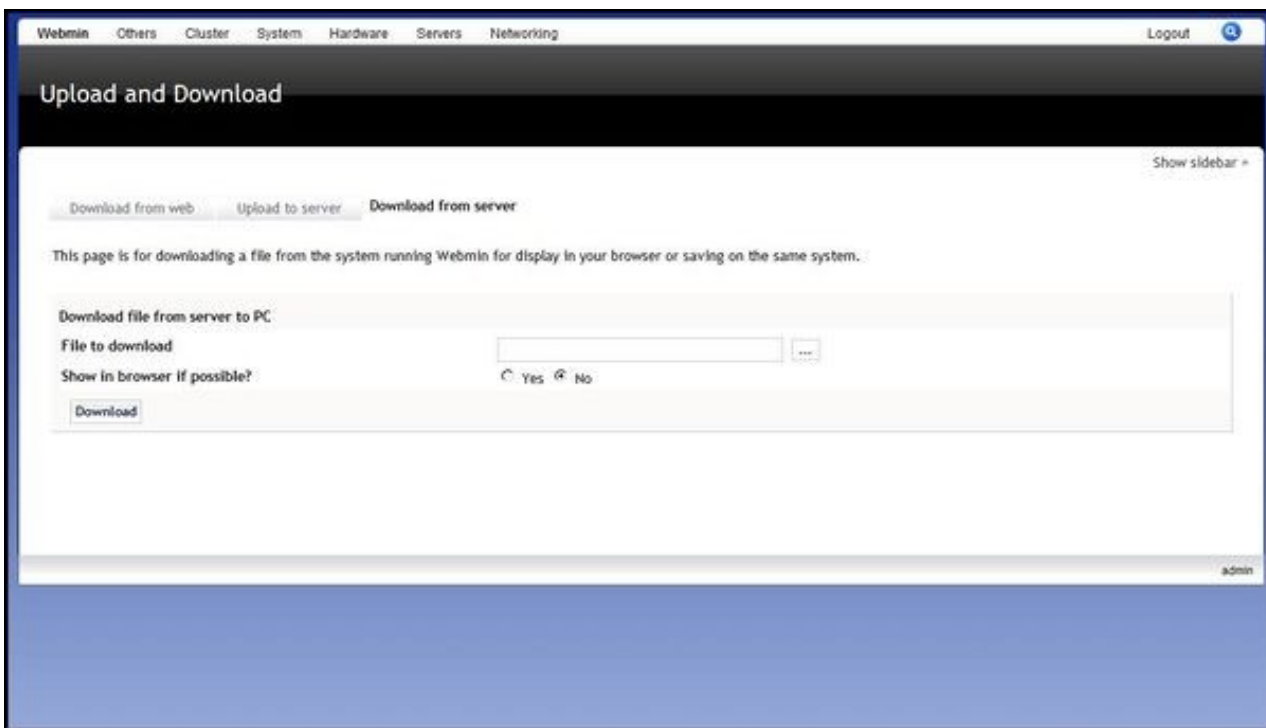 Webmin Others Cluster System Hardware Servers Networking Logout
Upload and Download
Show sidebar
Download from web Upload to server Download from server
This page is for downloading a file from the system running Webmin for display in your browser or saving on the same system.
Download file from server to PC
File to download ...
Show in browser if possible? Yes No
Download
admin